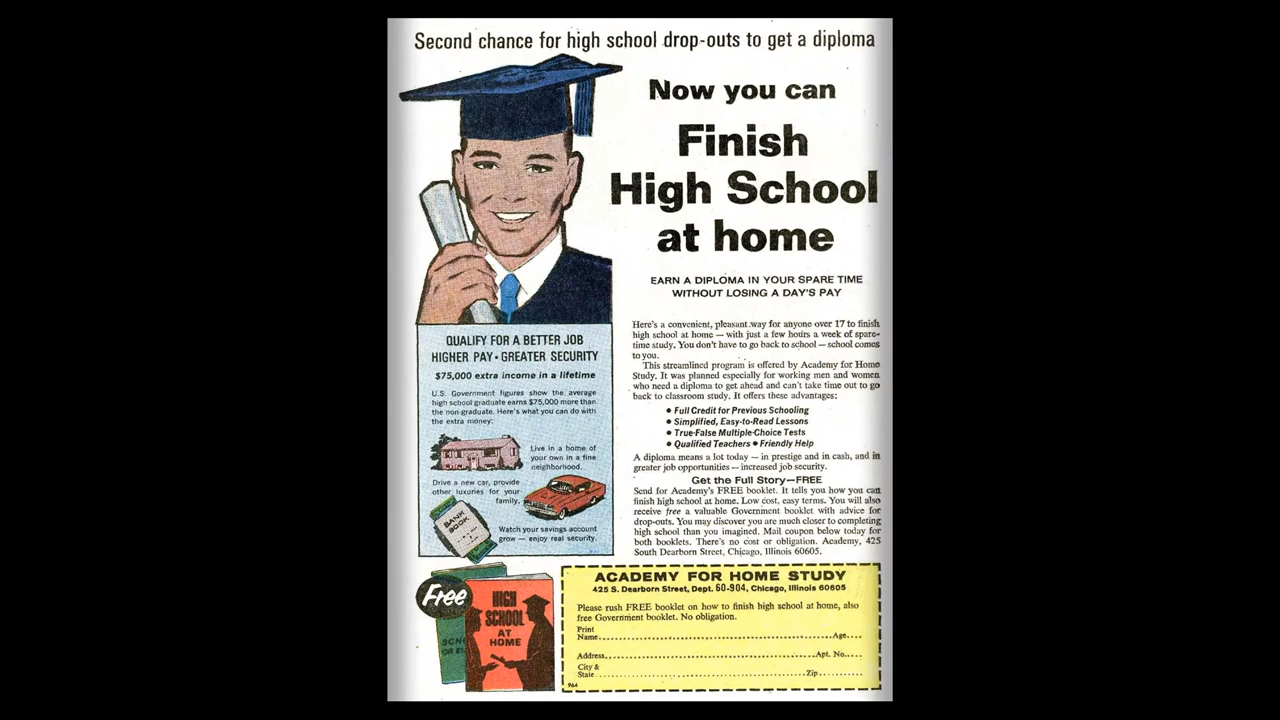 Second chance for high school drop-outs to get a diploma
Now you can
Finish
High School
at home
EARN A DIPLOMA IN YOUR SPARE TIME
WITHOUT LOSING A DAY'S PAY
QUALIFY FOR A BETTER JOB
HIGHER PAY • GREATER SECURITY
$75,000 extra income in a lifetime
U.S. Government figures show the average
high school graduate earns $75,000 more than
the non-graduate. Here's what you can do with
the extra money:
Live in a home of
your own in a fine
neighborhood.
Drive a new car, provide
other luxuries for your
family.
BANK
BOOK
Watch your savings account
grow — enjoy real security.
Here's a convenient, pleasant way for anyone over 17 to finish
high school at home — with just a few hours a week of spare-
time study. You don't have to go back to school — school comes
to you.
This streamlined program is offered by Academy for Home
Study. It was planned especially for working men and women
who need a diploma to get ahead and can't take time out to go
back to classroom study. It offers these advantages:
• Full Credit for Previous Schooling
• Simplified, Easy-to-Read Lessons
• True-False Multiple-Choice Tests
• Qualified Teachers • Friendly Help
A diploma means a lot today — in prestige and in cash, and in
greater job opportunities — increased job security.
Get the Full Story—FREE
Send for Academy's FREE booklet. It tells you how you can
finish high school at home. Low cost, easy terms. You will also
receive free a valuable Government booklet with advice for
drop-outs. You may discover you are much closer to completing
high school than you imagined. Mail coupon below today for
both booklets. There's no cost or obligation. Academy, 425
South Dearborn Street, Chicago, Illinois 60605.
Free
HIGH
SCHOOL
AT
HOME
ACADEMY FOR HOME STUDY
425 S. Dearborn Street, Dept. 60-904, Chicago, Illinois 60605
Please rush FREE booklet on how to finish high school at home, also
free Government booklet. No obligation.
Print
Name Age
Address Apt. No.
City &
State Zip
964